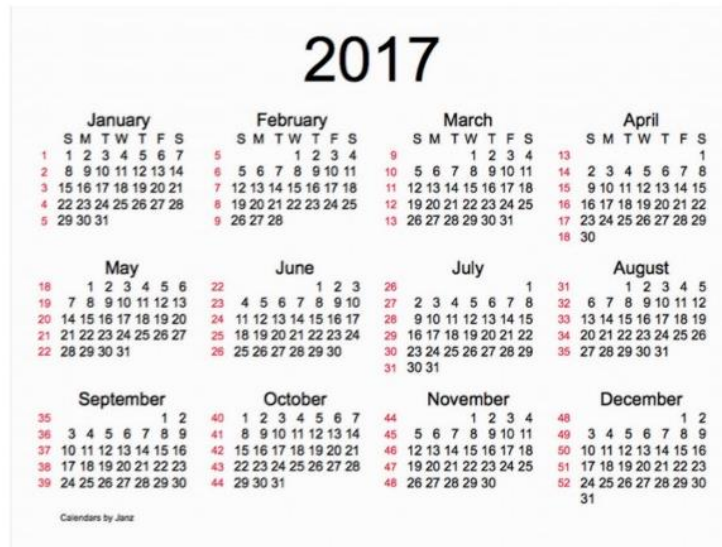 2017
January February March April
S M T W T F S S M T W T F S S M T W T F S S M T W T F S
1 1 2 3 4 5 6 7 5 1 2 3 4 9 1 2 3 4 13 1
2 8 9 10 11 12 13 14 6 5 6 7 8 9 10 11 10 5 6 7 8 9 10 11 14 2 3 4 5 6 7 8
3 15 16 17 18 19 20 21 7 12 13 14 15 16 17 18 11 12 13 14 15 16 17 18 15 9 10 11 12 13 14 15
4 22 23 24 25 26 27 28 8 19 20 21 22 23 24 25 12 19 20 21 22 23 24 25 16 16 17 18 19 20 21 22
5 29 30 31 9 26 27 28 13 26 27 28 29 30 31 17 23 24 25 26 27 28 29
18 30
May June July August
18 1 2 3 4 5 6 22 1 2 3 26 1 31 1 2 3 4 5
19 7 8 9 10 11 12 13 23 4 5 6 7 8 9 10 27 2 3 4 5 6 7 8 32 6 7 8 9 10 11 12
20 14 15 16 17 18 19 20 24 11 12 13 14 15 16 17 28 9 10 11 12 13 14 15 33 13 14 15 16 17 18 19
21 21 22 23 24 25 26 27 25 18 19 20 21 22 23 24 29 16 17 18 19 20 21 22 34 20 21 22 23 24 25 26
22 28 29 30 31 26 25 26 27 28 29 30 30 23 24 25 26 27 28 29 35 27 28 29 30 31
31 30 31
September October November December
35 1 2 40 1 2 3 4 5 6 7 44 1 2 3 4 48 1 2
36 3 4 5 6 7 8 9 41 8 9 10 11 12 13 14 45 5 6 7 8 9 10 11 49 3 4 5 6 7 8 9
37 10 11 12 13 14 15 16 42 15 16 17 18 19 20 21 46 12 13 14 15 16 17 18 50 10 11 12 13 14 15 16
38 17 18 19 20 21 22 23 43 22 23 24 25 26 27 28 47 19 20 21 22 23 24 25 51 17 18 19 20 21 22 23
39 24 25 26 27 28 29 30 44 29 30 31 48 26 27 28 29 30 52 24 25 26 27 28 29 30
31
Calendars by Janz